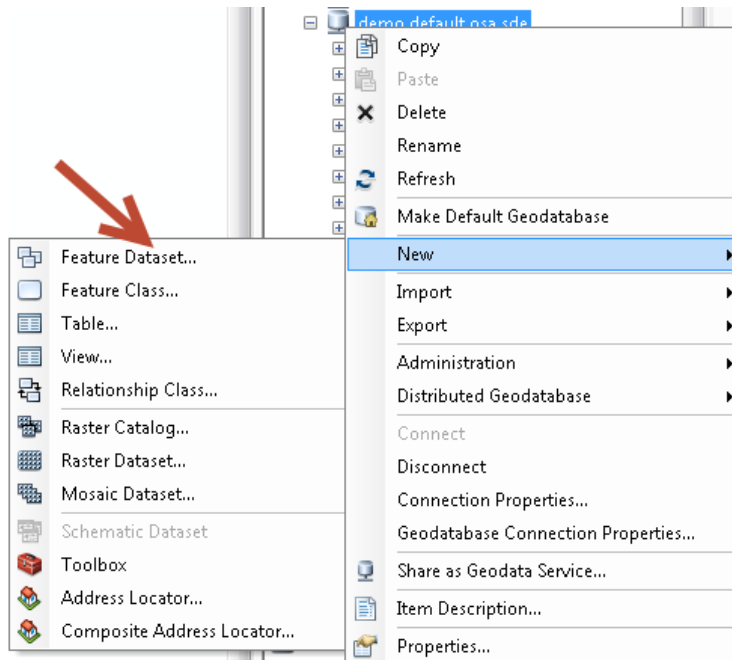 demo default osa.sde
Copy
Paste
Delete
Rename
Refresh
Make Default Geodatabase
New
Import
Export
Administration
Distributed Geodatabase
Connect
Disconnect
Connection Properties...
Geodatabase Connection Properties...
Share as Geodata Service...
Item Description...
Properties...
Feature Dataset...
Feature Class...
Table...
View...
Relationship Class...
Raster Catalog...
Raster Dataset...
Mosaic Dataset...
Schematic Dataset
Toolbox
Address Locator...
Composite Address Locator...